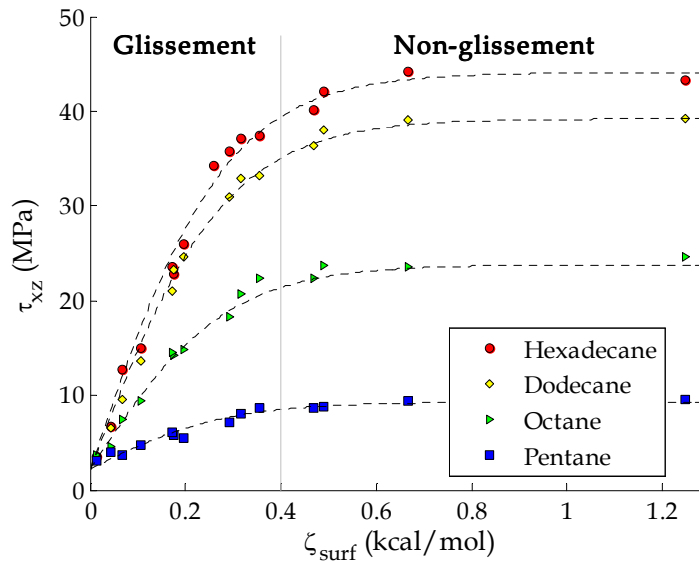 Glissement Non-glissement
50
40
30
20
10
0
τxz (MPa)
0 0.2 0.4 0.6 0.8 1 1.2
ζsurf (kcal/mol)
Hexadecane
Dodecane
Octane
Pentane